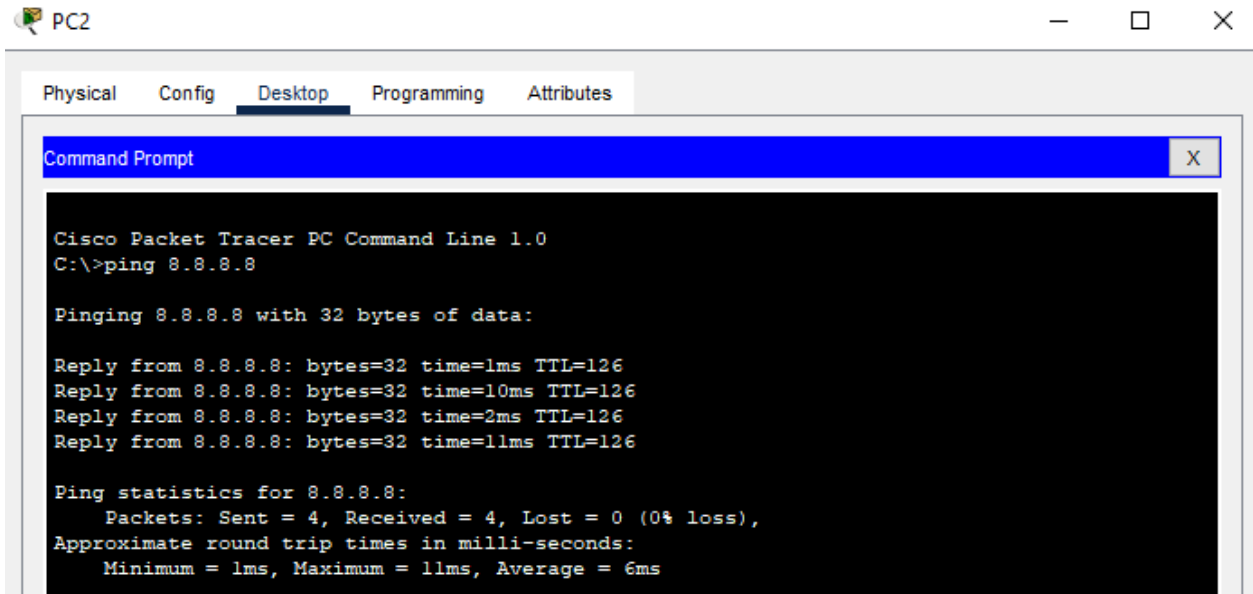 PC2
Physical Config Desktop Programming Attributes
Command Prompt X
Cisco Packet Tracer PC Command Line 1.0
C:\>ping 8.8.8.8
Pinging 8.8.8.8 with 32 bytes of data:
Reply from 8.8.8.8: bytes=32 time=1ms TTL=126
Reply from 8.8.8.8: bytes=32 time=10ms TTL=126
Reply from 8.8.8.8: bytes=32 time=2ms TTL=126
Reply from 8.8.8.8: bytes=32 time=11ms TTL=126
Ping statistics for 8.8.8.8:
Packets: Sent = 4, Received = 4, Lost = 0 (0% loss),
Approximate round trip times in milli-seconds:
Minimum = 1ms, Maximum = 11ms, Average = 6ms